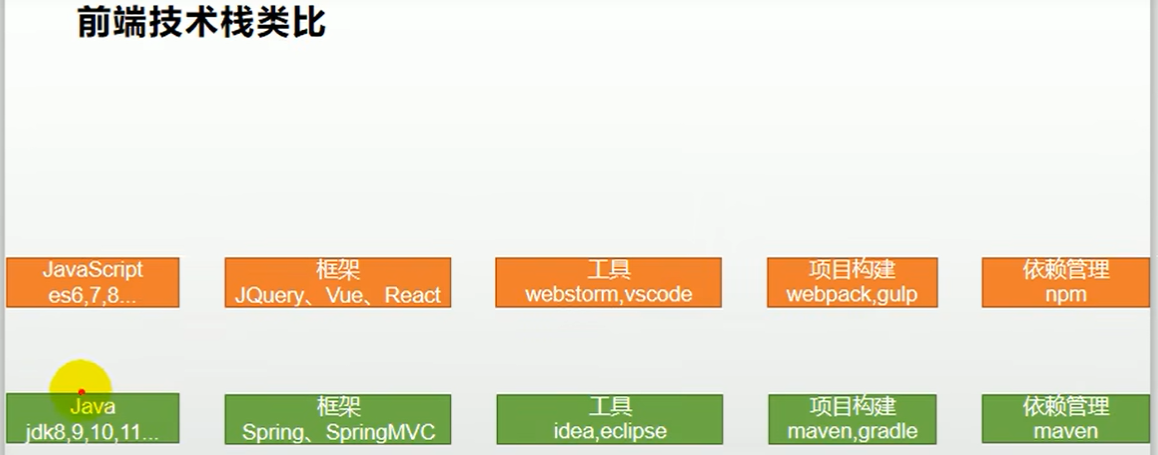 前端技术栈类比
JavaScript
es6,7,8...
框架
JQuery、Vue、React
工具
webstorm,vscode
项目构建
webpack,gulp
依赖管理
npm
Java
jdk8,9,10,11...
框架
Spring、SpringMVC
工具
idea,eclipse
项目构建
maven,gradle
依赖管理
maven